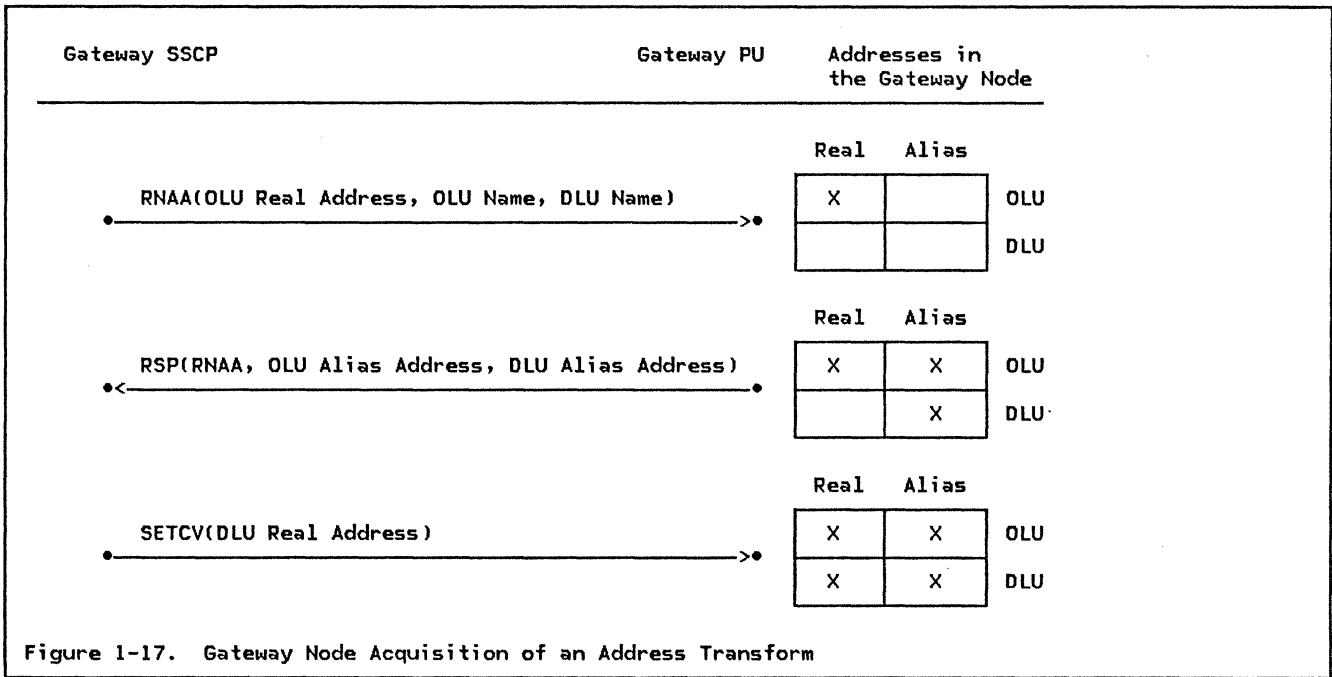 Gateway SSCP Gateway PU Addresses in
the Gateway Node
Real Alias
RNAA(OLU Real Address, OLU Name, DLU Name) X OLU
DLU
Real Alias
RSP(RNAA, OLU Alias Address, DLU Alias Address) X X OLU
X DLU
Real Alias
SETCV(DLU Real Address) X X OLU
X X DLU
Figure 1-17. Gateway Node Acquisition of an Address Transform